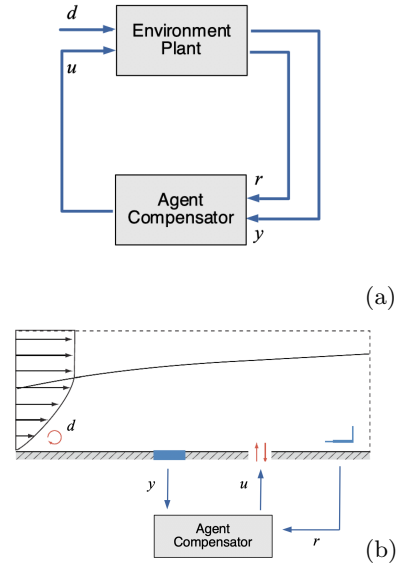 d
Environment
Plant
u
r
Agent
Compensator
y
(a)
d
y
u
Agent
Compensator
r
(b)